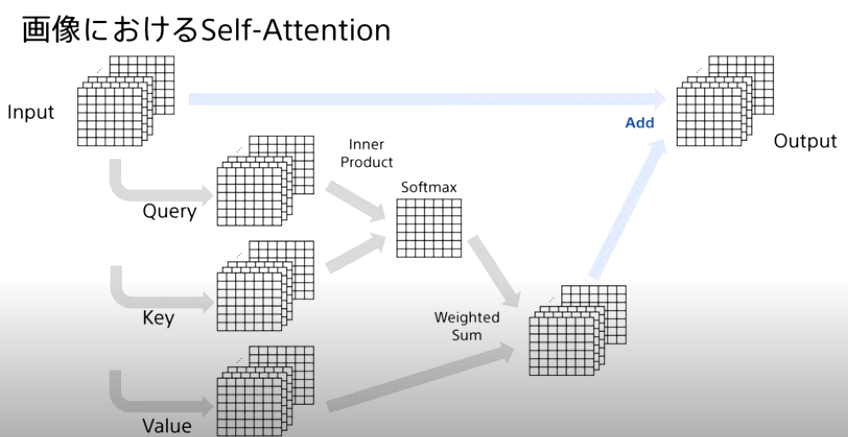 画像におけるSelf-Attention
Input
Add
Output
Inner
Product
Softmax
Query
Key
Weighted
Sum
Value